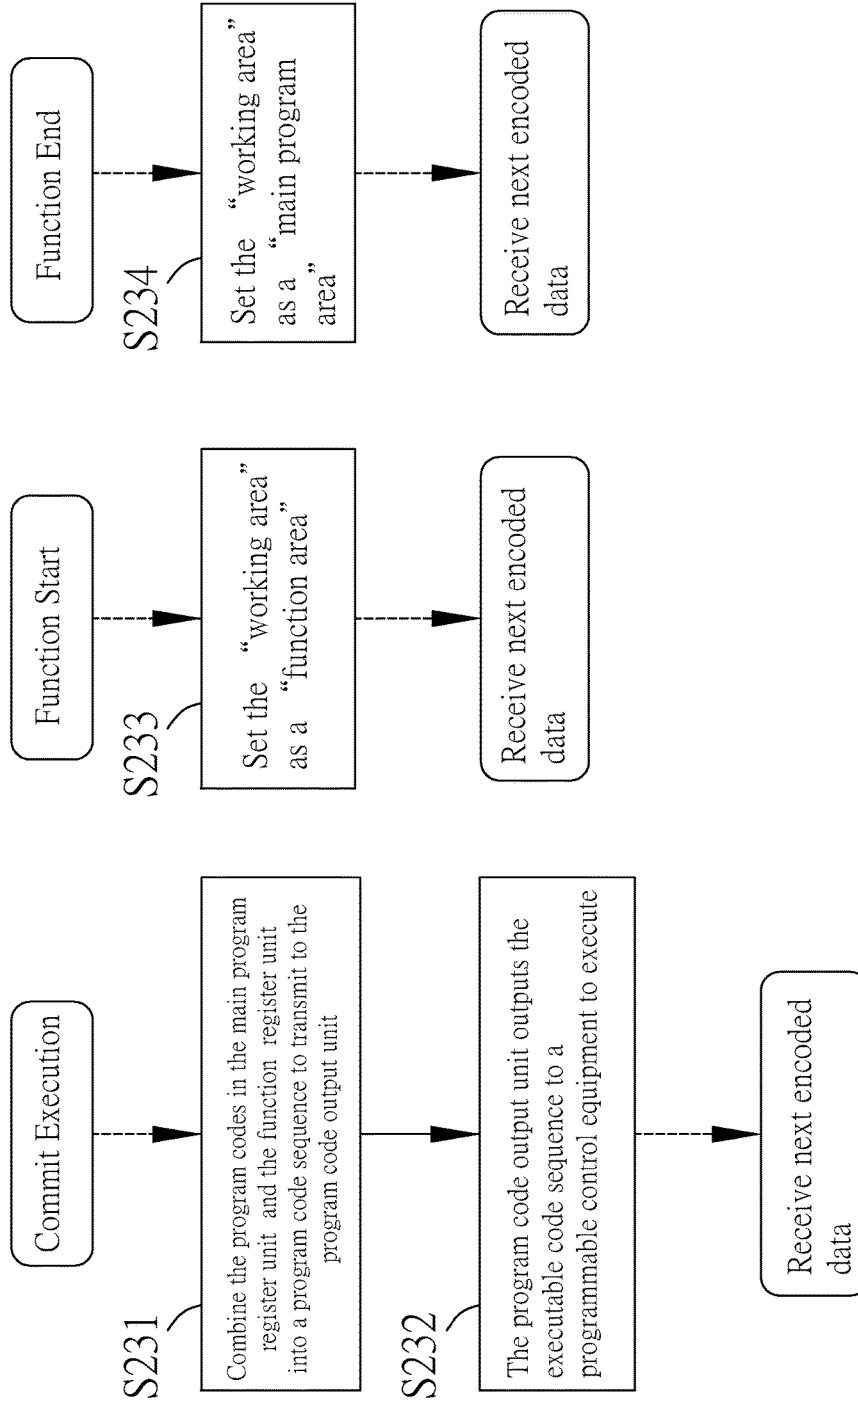 Commit Execution
S231
Combine the program codes in the main program
register unit and the function register unit
into a program code sequence to transmit to the
program code output unit
S232
The program code output unit outputs the
executable code sequence to a
programmable control equipment to execute
Receive next encoded
data
Function Start
S233
Set the “working area”
as a “function area”
Receive next encoded
data
Function End
S234
Set the “working area”
as a “main program
area”
Receive next encoded
data